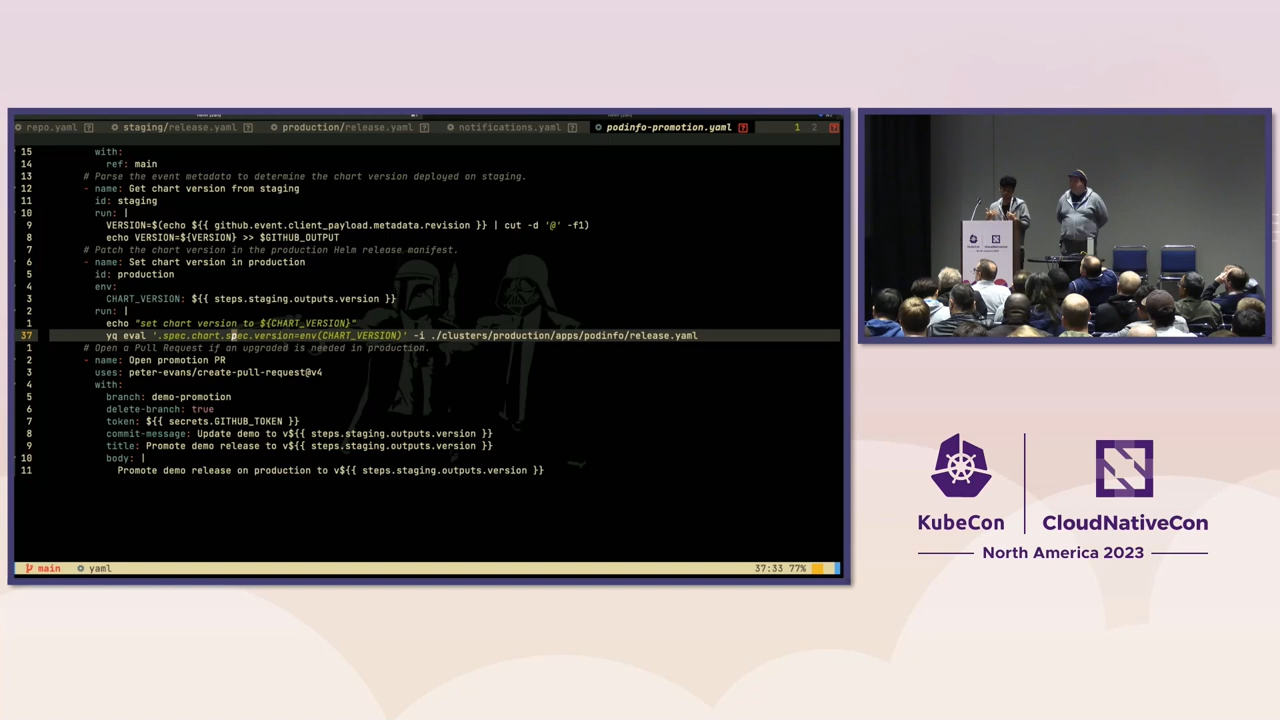 repo.yaml ? staging/release.yaml ? production/release.yaml ? notifications.yaml ? podinfo-promotion.yaml ? 1 2 ?
15 with:
14 ref: main
13 # Parse the event metadata to determine the chart version deployed on staging.
12 - name: Get chart version from staging
11 id: staging
10 run: |
9 VERSION=$(echo ${{ github.event.client_payload.metadata.revision }} | cut -d '@' -f1)
8 echo VERSION=${VERSION} >> $GITHUB_OUTPUT
7 # Patch the chart version in the production Helm release manifest.
6 - name: Set chart version in production
5 id: production
4 env:
3 CHART_VERSION: ${{ steps.staging.outputs.version }}
2 run: |
1 echo "set chart version to ${CHART_VERSION}"
37 yq eval '.spec.chart.spec.version=env(CHART_VERSION)' -i ./clusters/production/apps/podinfo/release.yaml
1 # Open a Pull Request if an upgraded is needed in production.
2 - name: Open promotion PR
3 uses: peter-evans/create-pull-request@v4
4 with:
5 branch: demo-promotion
6 delete-branch: true
7 token: ${{ secrets.GITHUB_TOKEN }}
8 commit-message: Update demo to v${{ steps.staging.outputs.version }}
9 title: Promote demo release to v${{ steps.staging.outputs.version }}
10 body: |
11 Promote demo release on production to v${{ steps.staging.outputs.version }}
main yaml 37:33 77%
KubeCon
CloudNativeCon
North America 2023